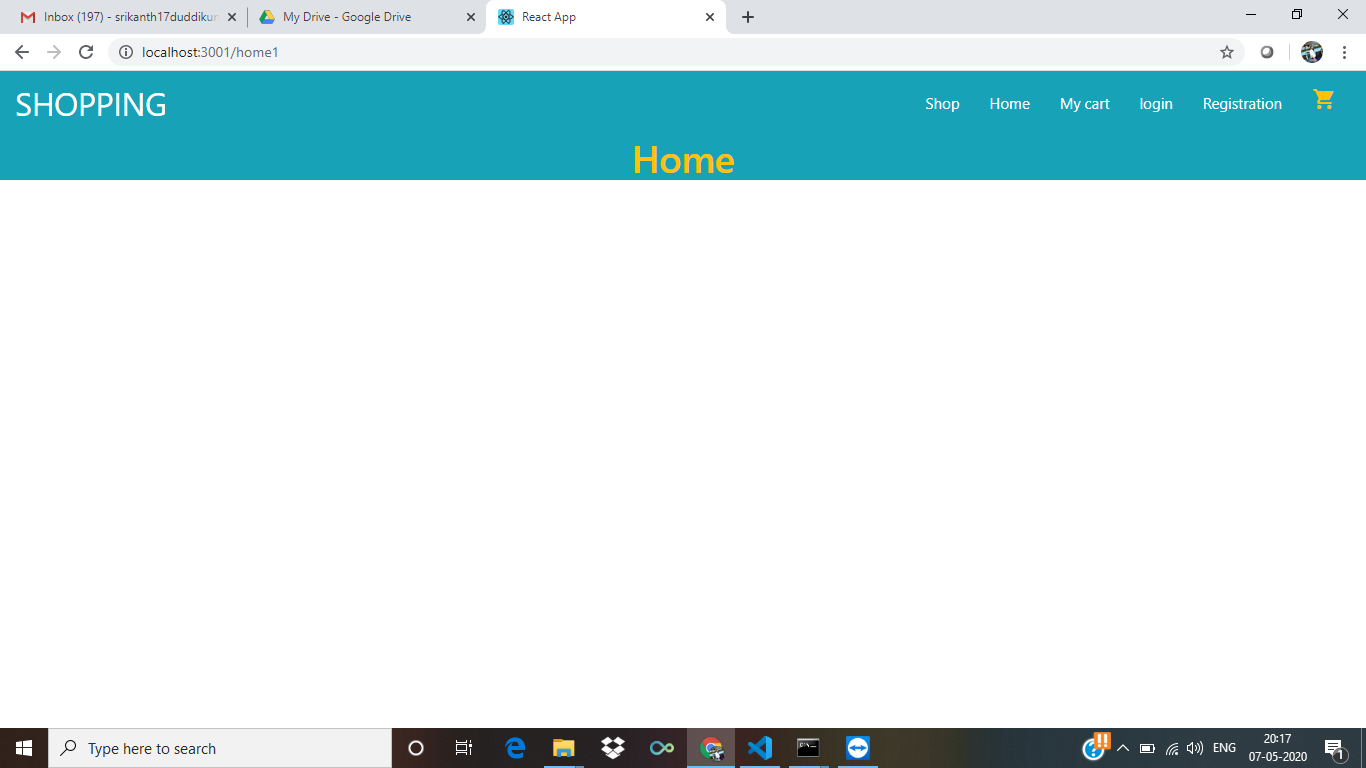 Inbox (197) - srikanth17duddikun
My Drive - Google Drive
React App
localhost:3001/home1
SHOPPING
Shop
Home
My cart
login
Registration
Home
Type here to search
ENG
20:17
07-05-2020
1